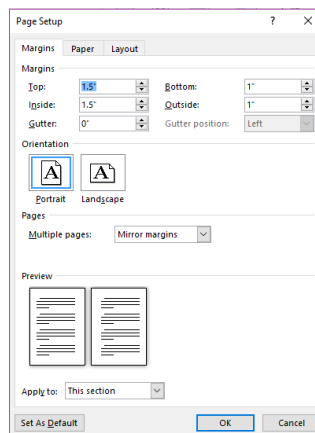 Page Setup ? ×
Margins Paper Layout
Margins
Top: 1.5" Bottom: 1"
Inside: 1.5" Outside: 1"
Gutter: 0" Gutter position: Left
Orientation
A A
Portrait Landscape
Pages
Multiple pages: Mirror margins
Preview
Apply to: This section
Set As Default OK Cancel